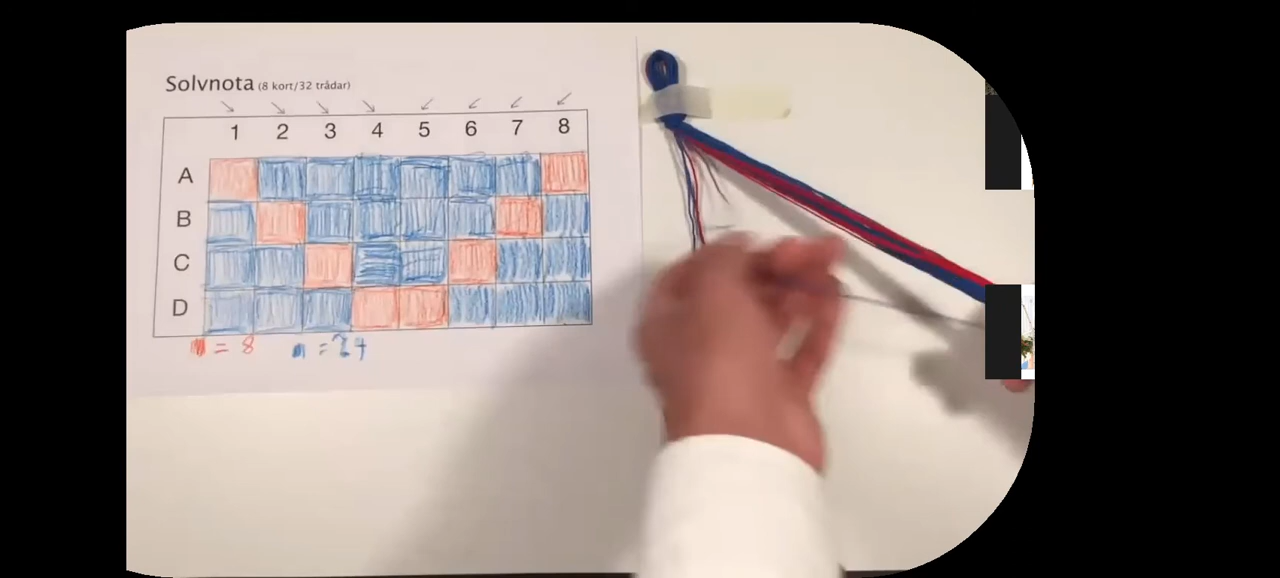 Solvnota (8 kort/32 trådar)
1 2 3 4 5 6 7 8
A
B
C
D
= 8 = 24